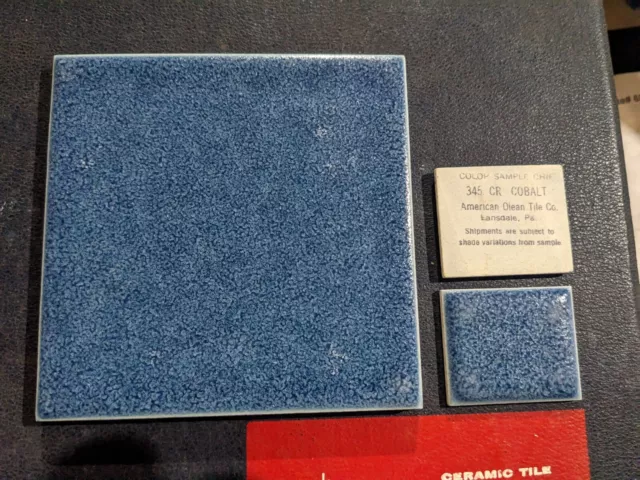 COLOR SAMPLE CHIP
345 CR COBALT
American Olean Tile Co.
Lansdale, Pa.
Shipments are subject to
shade variations from sample
CERAMIC TILE